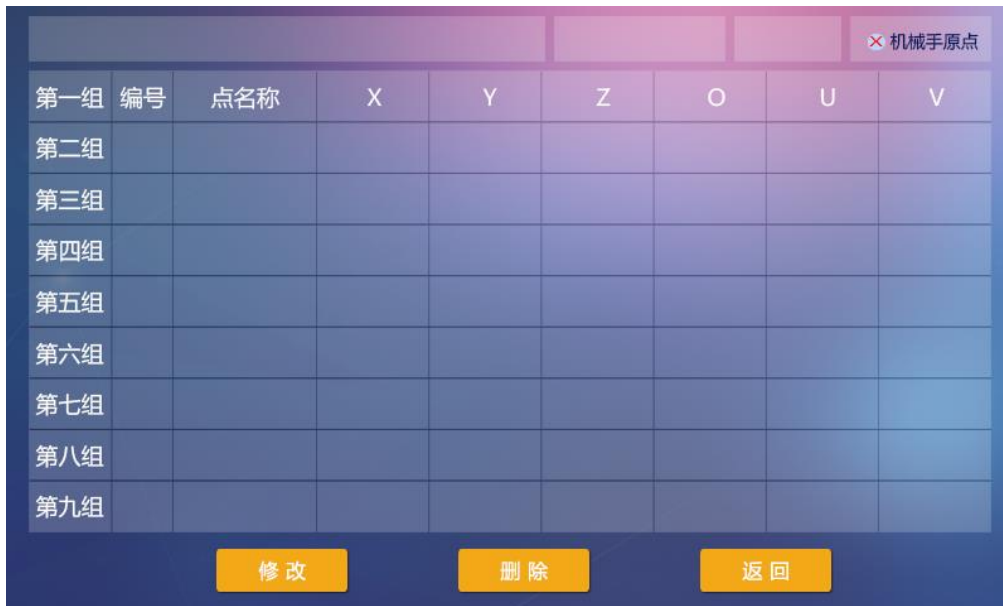 机械手原点
第一组 编号 点名称 X Y Z O U V
第二组
第三组
第四组
第五组
第六组
第七组
第八组
第九组
修改 删除 返回